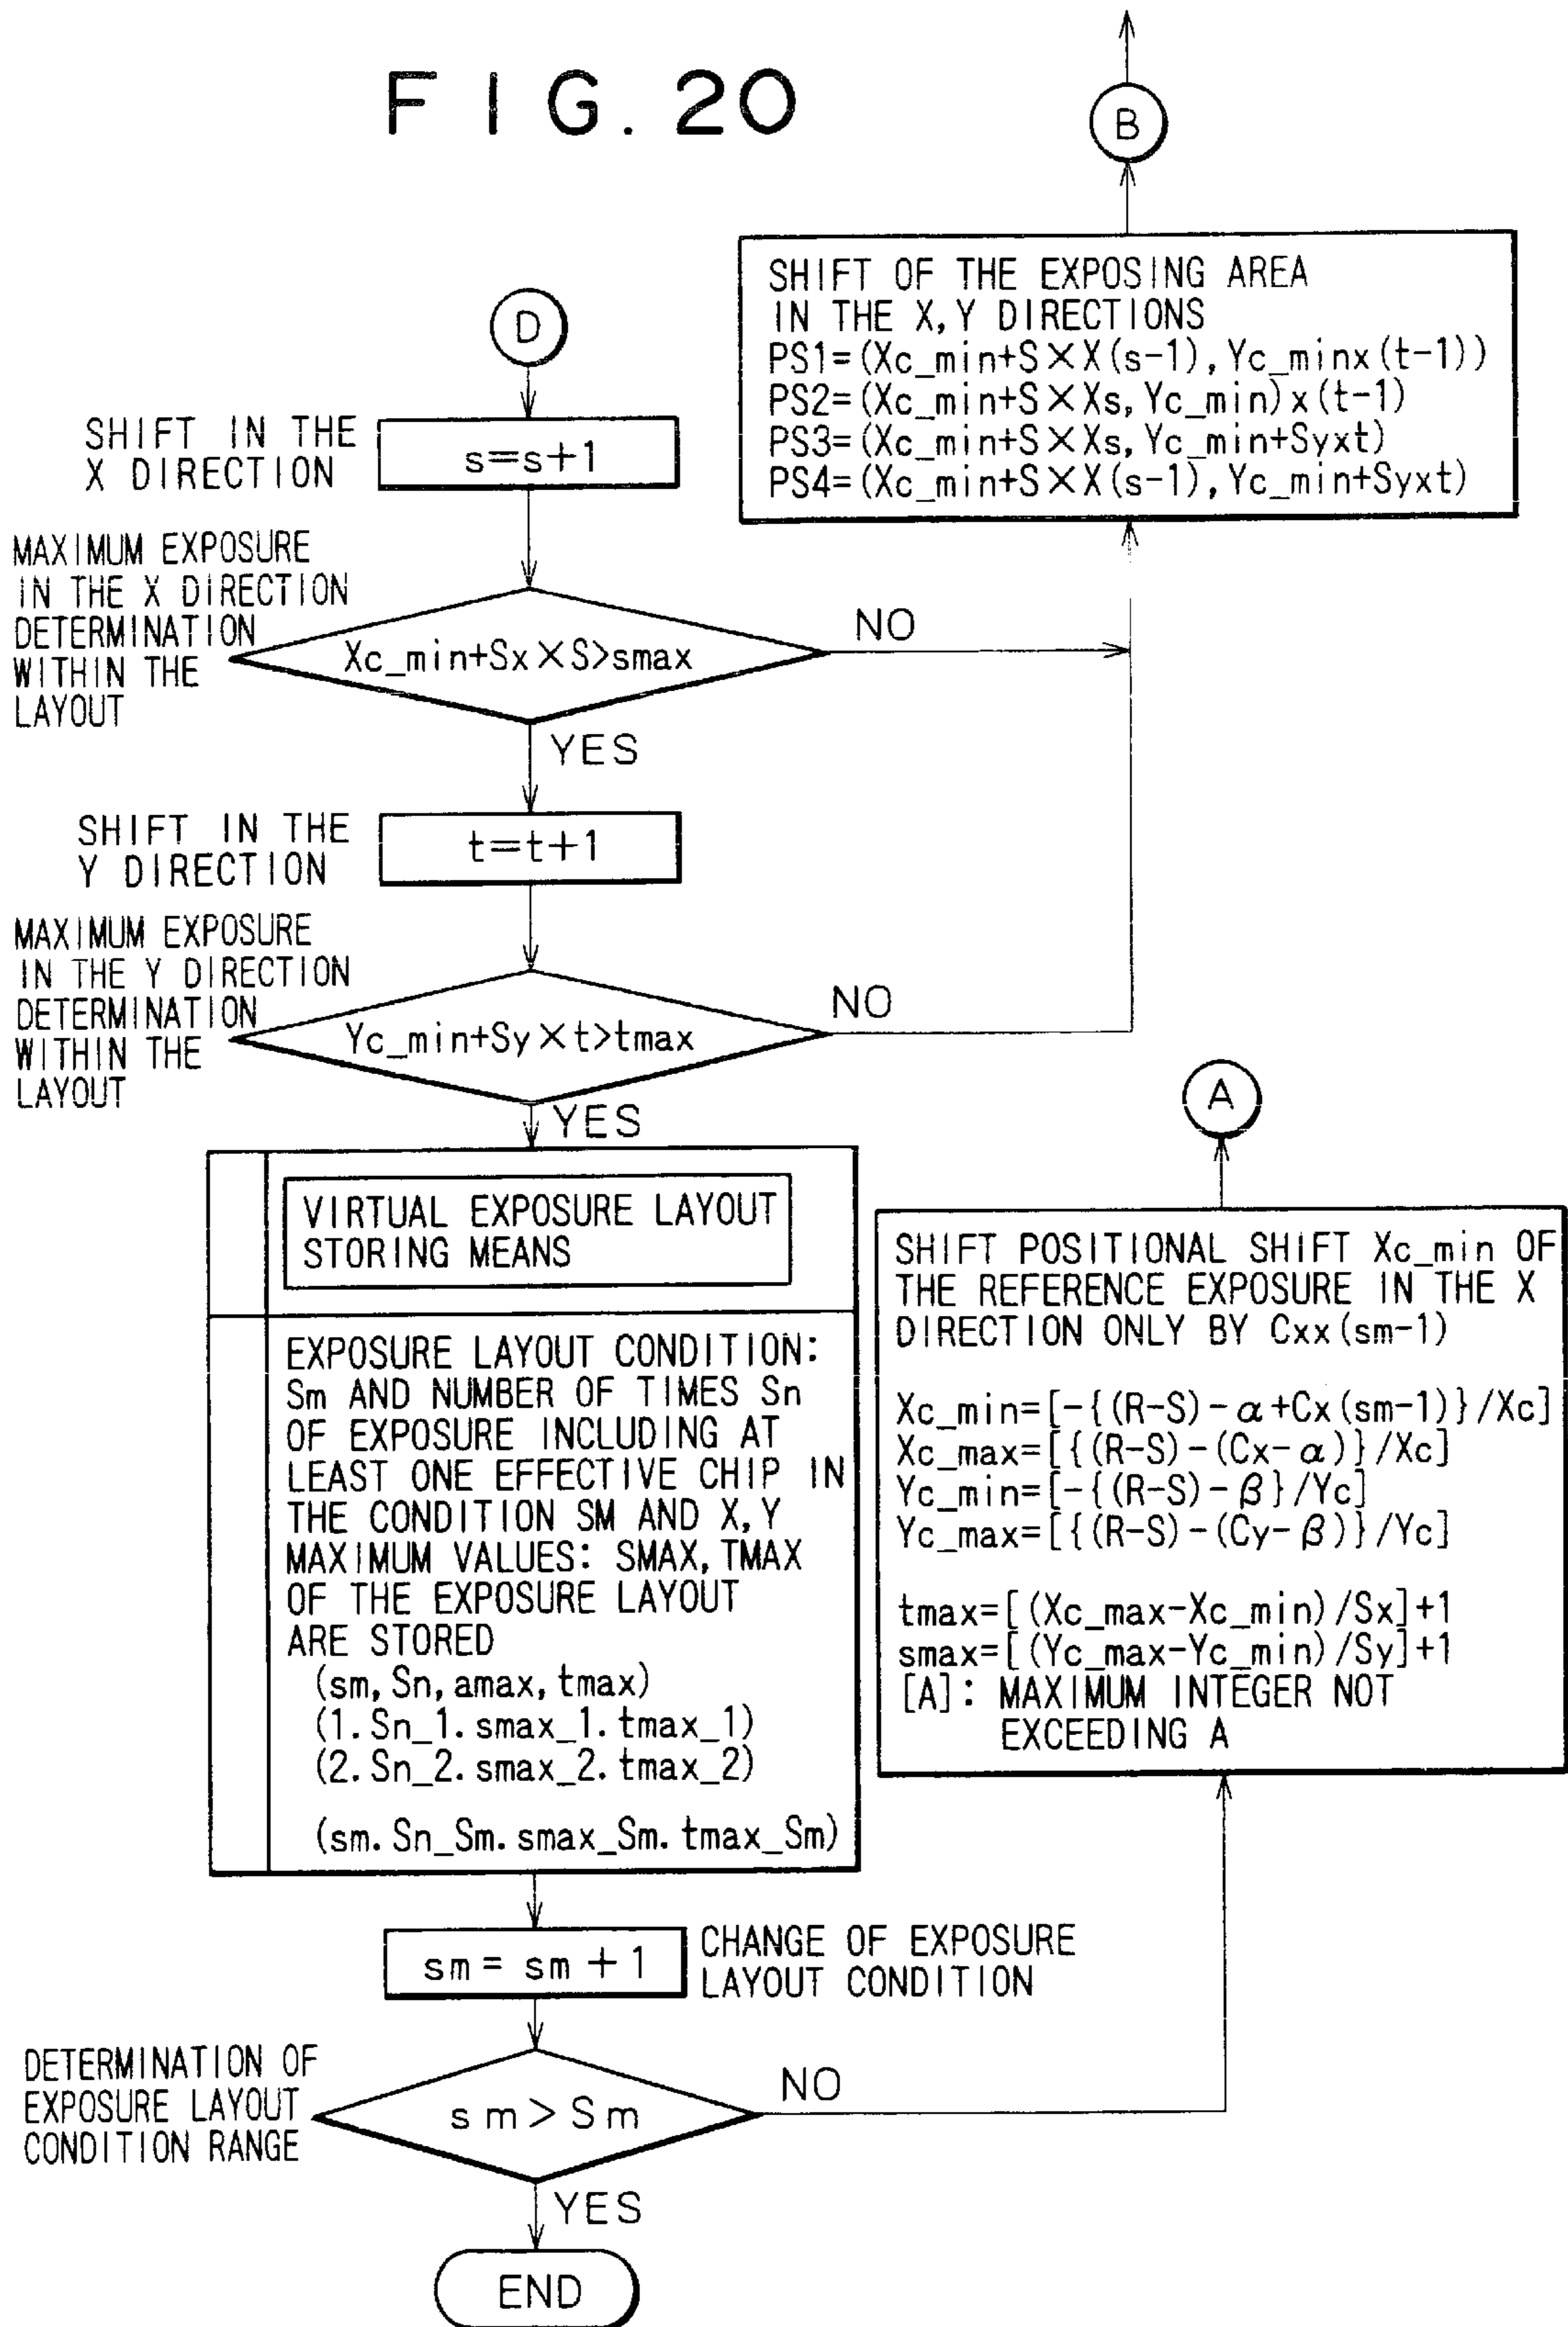 FIG. 20
B
SHIFT OF THE EXPOSING AREA
IN THE X, Y DIRECTIONS
PS1=(Xc_min+S×X(s-1), Yc_minx(t-1))
PS2=(Xc_min+S×Xs, Yc_min)x(t-1)
PS3=(Xc_min+S×Xs, Yc_min+Syxt)
PS4=(Xc_min+S×X(s-1), Yc_min+Syxt)
D
SHIFT IN THE
X DIRECTION
s=s+1
MAXIMUM EXPOSURE
IN THE X DIRECTION
DETERMINATION
WITHIN THE
LAYOUT
Xc_min+Sx×S>smax
NO
YES
SHIFT IN THE
Y DIRECTION
t=t+1
MAXIMUM EXPOSURE
IN THE Y DIRECTION
DETERMINATION
WITHIN THE
LAYOUT
Yc_min+Sy×t>tmax
NO
YES
VIRTUAL EXPOSURE LAYOUT
STORING MEANS
EXPOSURE LAYOUT CONDITION:
Sm AND NUMBER OF TIMES Sn
OF EXPOSURE INCLUDING AT
LEAST ONE EFFECTIVE CHIP IN
THE CONDITION SM AND X, Y
MAXIMUM VALUES: SMAX, TMAX
OF THE EXPOSURE LAYOUT
ARE STORED
(sm, Sn, amax, tmax)
(1. Sn_1. smax_1. tmax_1)
(2. Sn_2. smax_2. tmax_2)
(sm. Sn_Sm. smax_Sm. tmax_Sm)
A
SHIFT POSITIONAL SHIFT Xc_min OF
THE REFERENCE EXPOSURE IN THE X
DIRECTION ONLY BY Cxx(sm-1)
Xc_min=[-{(R-S)-α+Cx(sm-1)}/Xc]
Xc_max=[{(R-S)-(Cx-α)}/Xc]
Yc_min=[-{(R-S)-β}/Yc]
Yc_max=[{(R-S)-(Cy-β)}/Yc]
tmax=[(Xc_max-Xc_min)/Sx]+1
smax=[(Yc_max-Yc_min)/Sy]+1
[A]: MAXIMUM INTEGER NOT
EXCEEDING A
sm = sm + 1
CHANGE OF EXPOSURE
LAYOUT CONDITION
DETERMINATION OF
EXPOSURE LAYOUT
CONDITION RANGE
sm > Sm
NO
YES
END